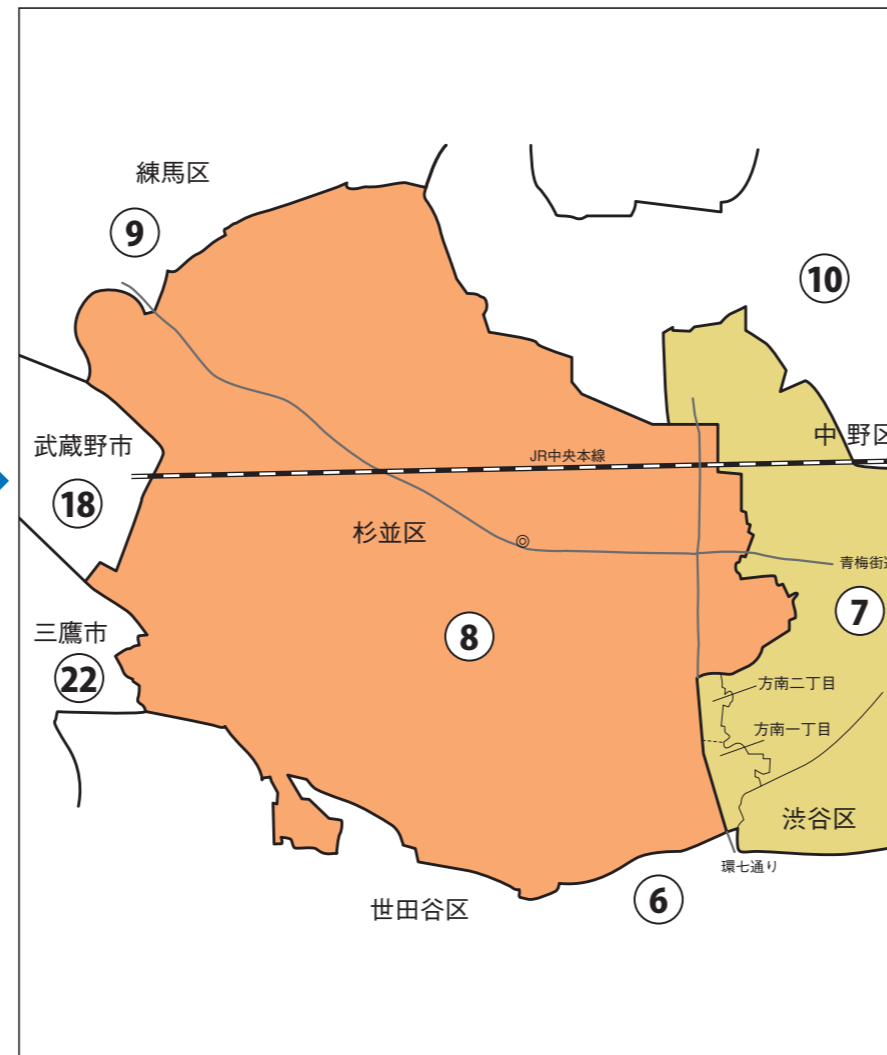 練馬区
9
10
武蔵野市
18
中野区
JR中央本線
杉並区
青梅街道
7
三鷹市
22
8
方南二丁目
方南一丁目
渋谷区
環七通り
世田谷区
6